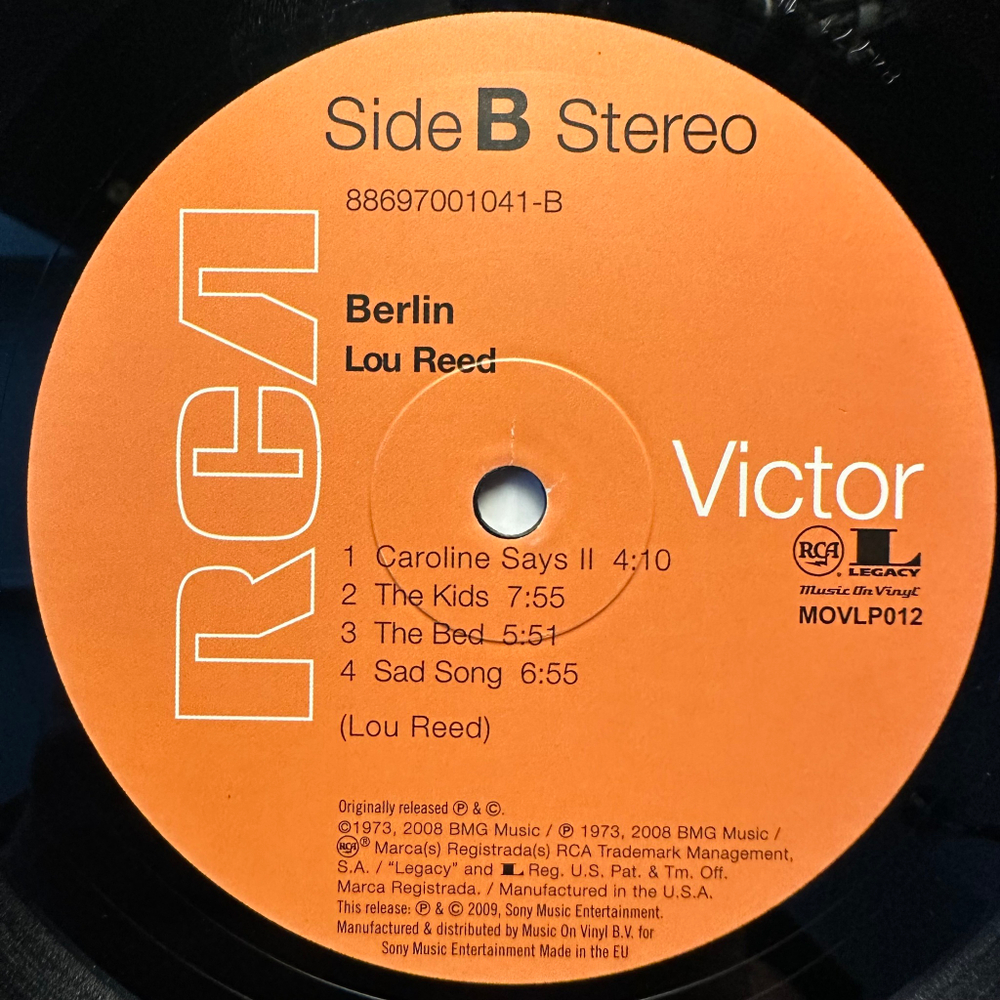 Side B Stereo
88697001041-B
RCA
Berlin
Lou Reed
Victor
RCA
L
LEGACY
Music On Vinyl
MOVLP012
1 Caroline Says II 4:10
2 The Kids 7:55
3 The Bed 5:51
4 Sad Song 6:55
(Lou Reed)
Originally released ℗ & ©.
©1973, 2008 BMG Music / ℗ 1973, 2008 BMG Music /
RCA ® Marca(s) Registrada(s) RCA Trademark Management,
S.A. / “Legacy” and L Reg. U.S. Pat. & Tm. Off.
Marca Registrada. / Manufactured in the U.S.A.
This release: ℗ & © 2009, Sony Music Entertainment.
Manufactured & distributed by Music On Vinyl B.V. for
Sony Music Entertainment Made in the EU